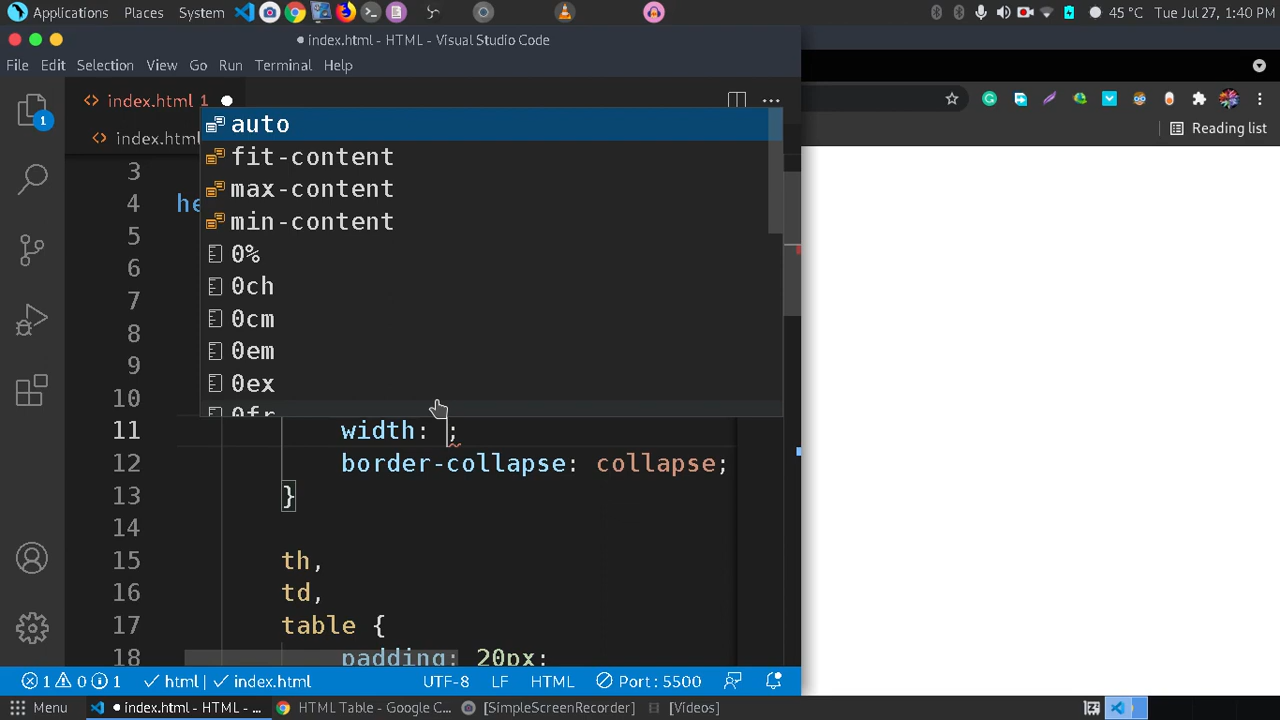 Applications Places System 45 °C Tue Jul 27, 1:40 PM
index.html - HTML - Visual Studio Code
File Edit Selection View Go Run Terminal Help
index.html 1
index.html
Reading list
auto
fit-content
max-content
min-content
0%
0ch
0cm
0em
0ex
0fr
3
4 he
5
6
7
8
9
10
11 width: ;
12 border-collapse: collapse;
13 }
14
15 th,
16 td,
17 table {
18 padding: 20px;
1 0 1 html | index.html UTF-8 LF HTML Port : 5500
Menu index.html - HTML - ... HTML Table - Google C... [SimpleScreenRecorder] [Videos]